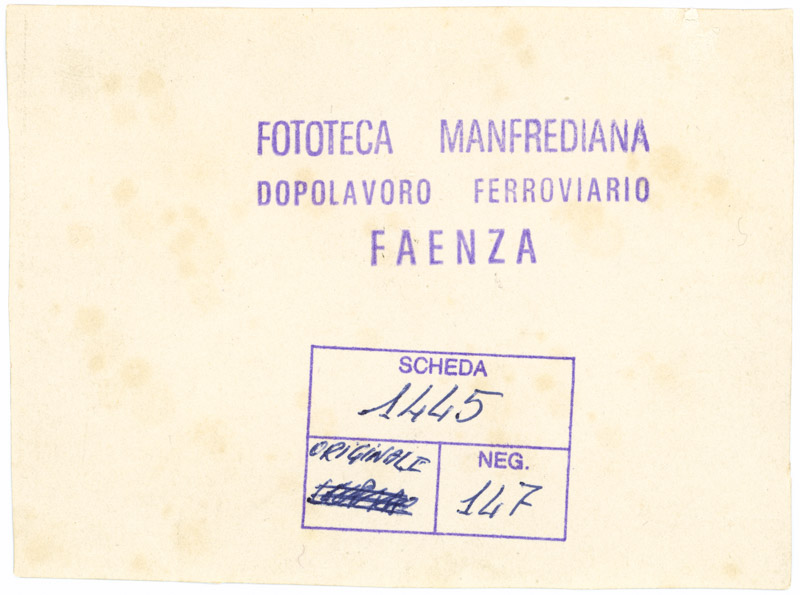 FOTOTECA MANFREDIANA
DOPOLAVORO FERROVIARIO
FAENZA
SCHEDA
1445
ORIGINALE
NEG.
147